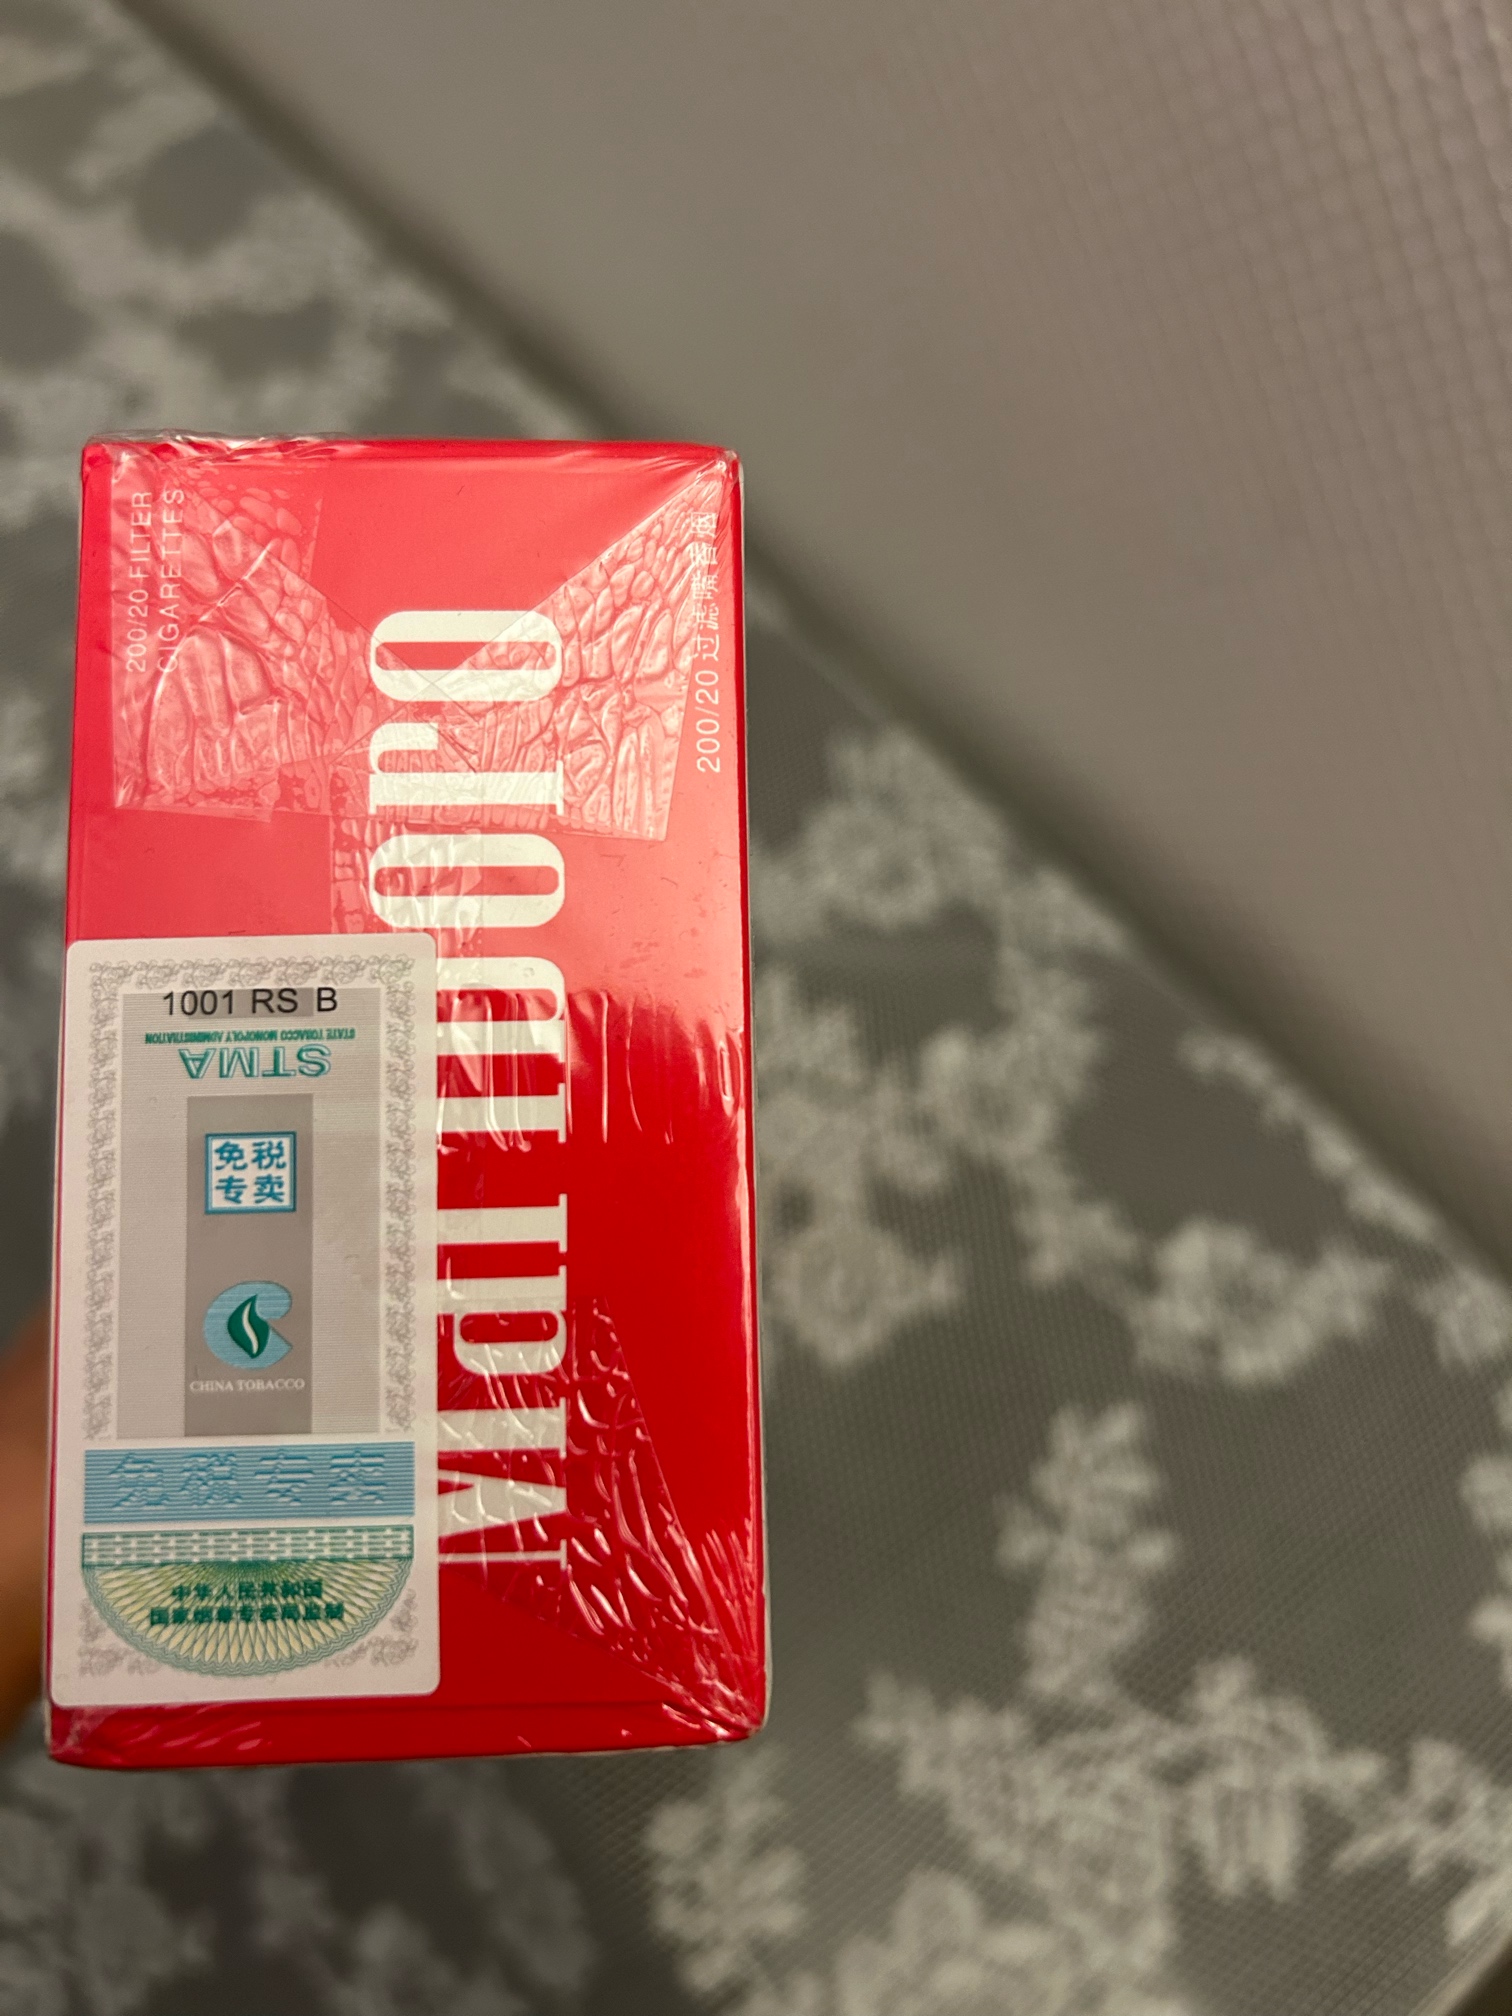 200/20 FILTER
CIGARETTES
Marlboro
200/20 过滤嘴香烟
1001 RS B
STATE TOBACCO MONOPOLY ADMINISTRATION
STMA
免税
专卖
CHINA TOBACCO
免税专卖
中华人民共和国
国家烟草专卖局监制